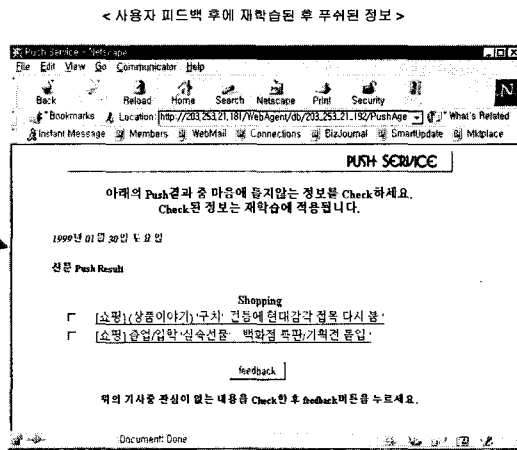 < 사용자 피드백 후에 재학습된 후 푸쉬된 정보 >
Push Service - Netscape
File Edit View Go Communicator Help
Back Reload Home Search Netscape Print Security
Bookmarks Location: http://203.253.21.181/WebAgent/db/203.253.21.192/PushAge What's Related
Instant Message Members WebMail Connections BizJournal SmartUpdate Mktplace
PUSH SERVICE
아래의 Push결과 중 마음에 들지않는 정보를 Check하세요.
Check된 정보는 재학습에 적용됩니다.
1999년 01월 30일 토요일
신문 Push Result
Shopping
[쇼핑](상품이야기) '구치' 전통에 현대감각 접목 다시 붐 '
[쇼핑] 졸업/입학 '실속선물' 백화점 특판/기획전 돌입 '
feedback
위의 기사중 관심이 없는 내용을 Check한 후 feedback버튼을 누르세요.
Document: Done